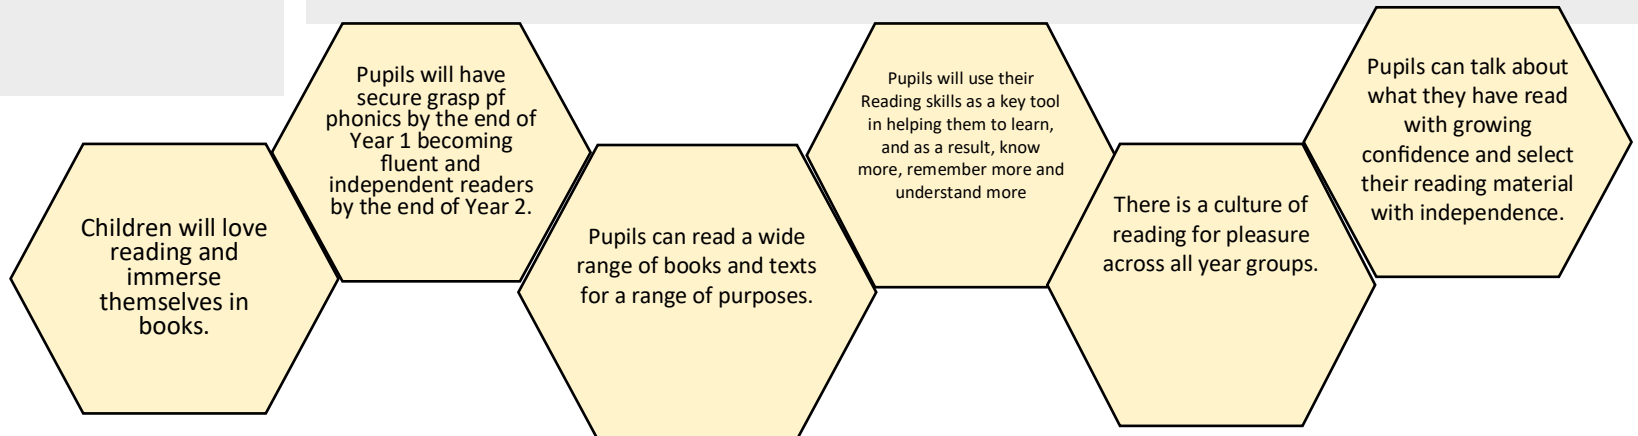 Children will love
reading and
immerse
themselves in
books.
Pupils will have
secure grasp pf
phonics by the end of
Year 1 becoming
fluent and
independent readers
by the end of Year 2.
Pupils can read a wide
range of books and texts
for a range of purposes.
Pupils will use their
Reading skills as a key tool
in helping them to learn,
and as a result, know
more, remember more and
understand more
There is a culture of
reading for pleasure
across all year groups.
Pupils can talk about
what they have read
with growing
confidence and select
their reading material
with independence.